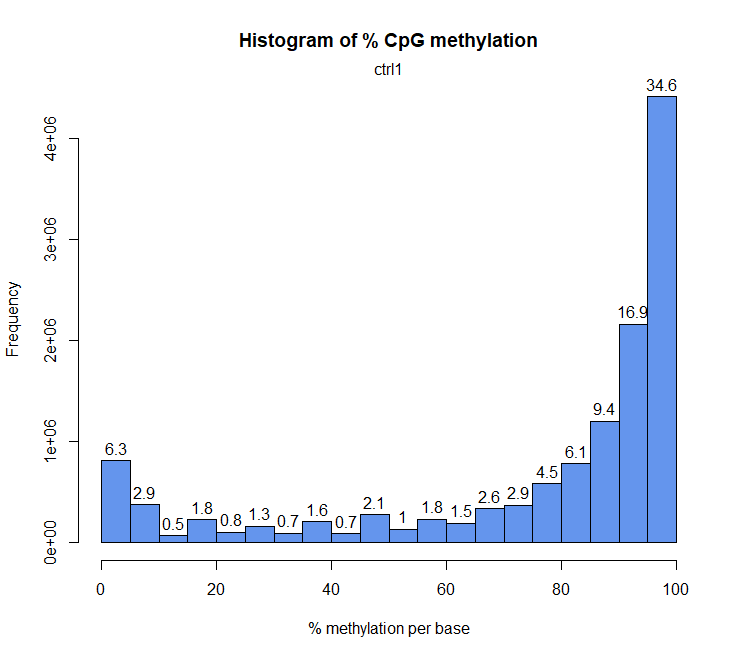 Histogram of % CpG methylation
ctrl1
34.6
16.9
9.4
6.1
4.5
2.9
2.6
1.5
1.8
1
2.1
0.7
1.6
0.7
1.3
0.8
1.8
0.5
2.9
6.3
Frequency
4e+06
3e+06
2e+06
1e+06
0e+00
0 20 40 60 80 100
% methylation per base